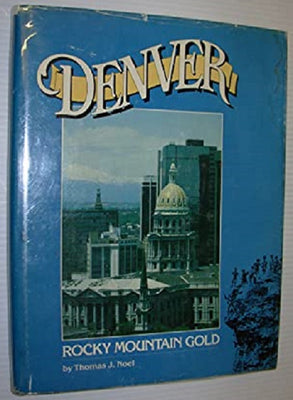 DENVER
ROCKY MOUNTAIN GOLD
by Thomas J. Noel